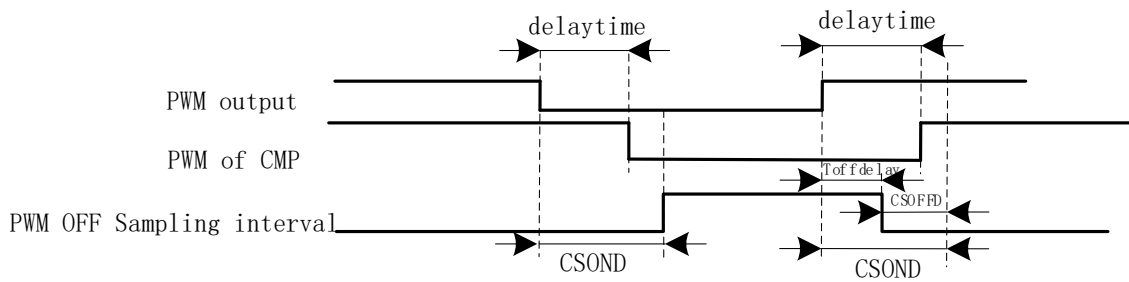 delaytime
delaytime
PWM output
PWM of CMP
Toffdelay
CSOFFD
PWM OFF Sampling interval
CSOND
CSOND